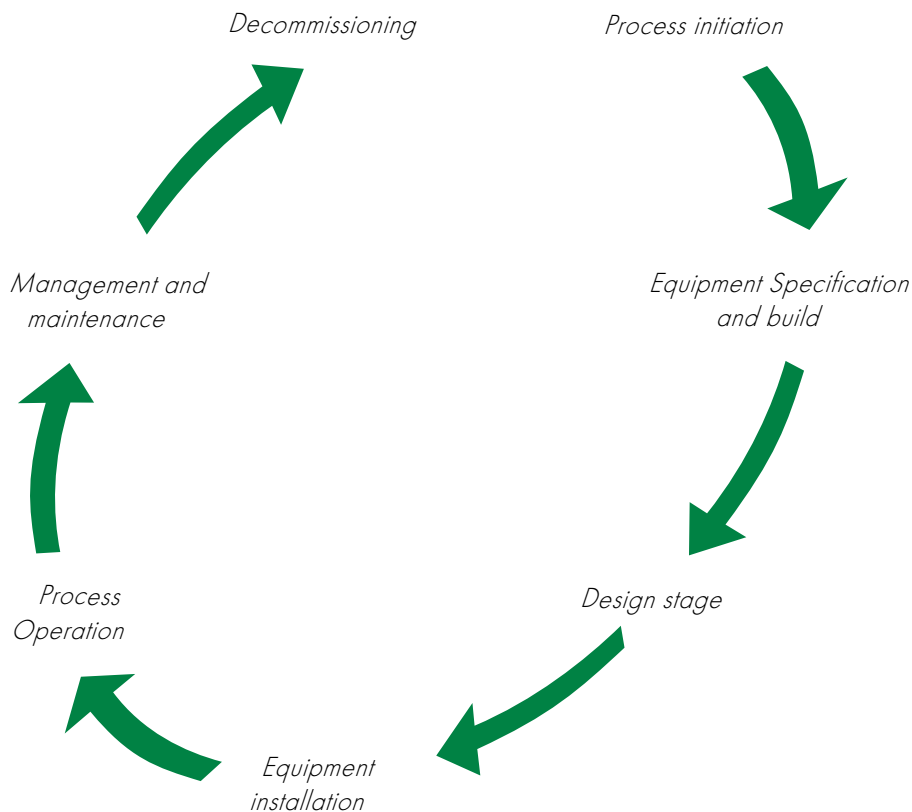 Decommissioning
Process initiation
Equipment Specification
and build
Design stage
Equipment
installation
Process
Operation
Management and
maintenance